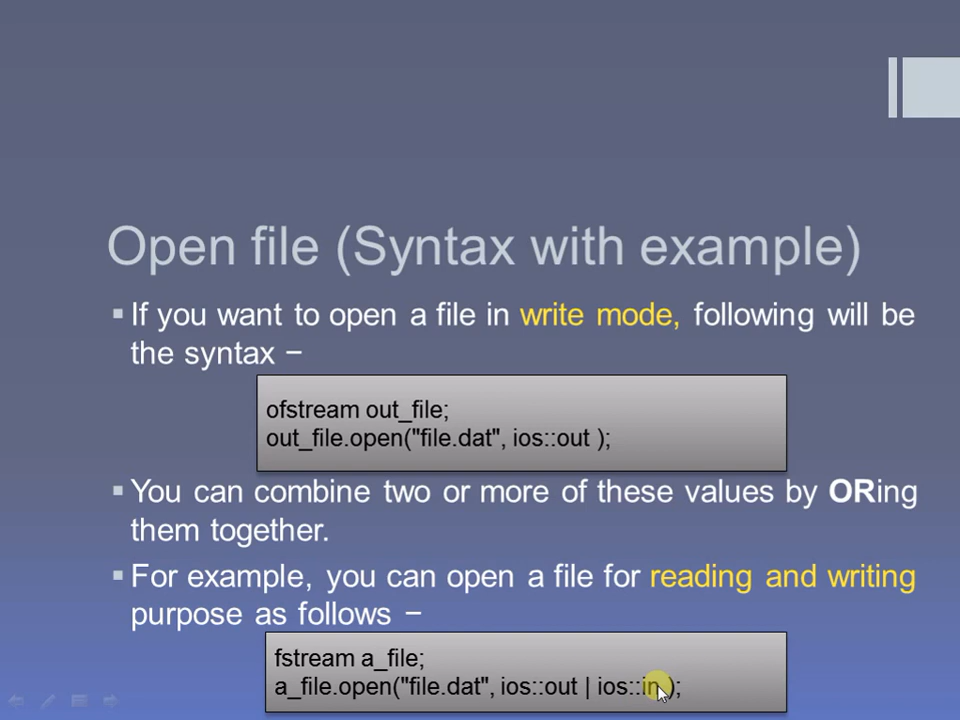 Open file (Syntax with example)
If you want to open a file in write mode, following will be
the syntax −
ofstream out_file;
out_file.open("file.dat", ios::out );
You can combine two or more of these values by ORing
them together.
For example, you can open a file for reading and writing
purpose as follows −
fstream a_file;
a_file.open("file.dat", ios::out | ios::in );